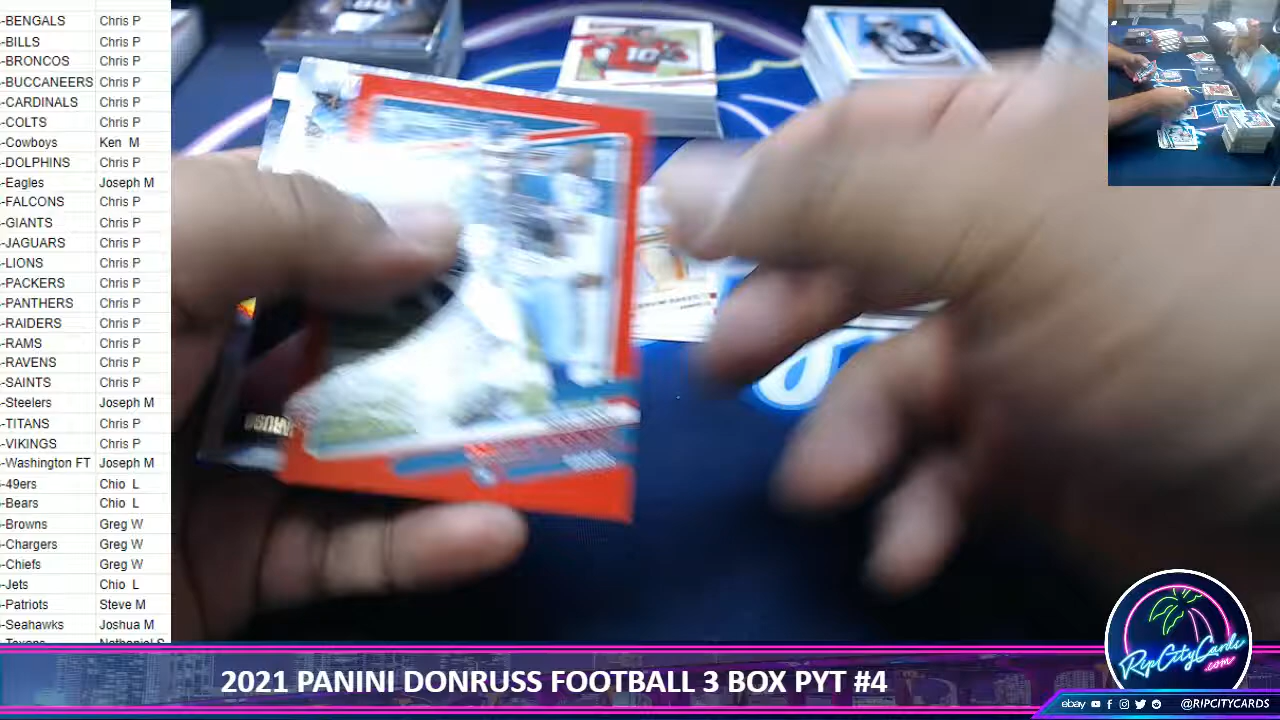 -BENGALS Chris P
-BILLS Chris P
-BRONCOS Chris P
-BUCCANEERS Chris P
-CARDINALS Chris P
-COLTS Chris P
-Cowboys Ken M
-DOLPHINS Chris P
-Eagles Joseph M
-FALCONS Chris P
-GIANTS Chris P
-JAGUARS Chris P
-LIONS Chris P
-PACKERS Chris P
-PANTHERS Chris P
-RAIDERS Chris P
-RAMS Chris P
-RAVENS Chris P
-SAINTS Chris P
-Steelers Joseph M
-TITANS Chris P
-VIKINGS Chris P
-Washington FT Joseph M
-49ers Chio L
-Bears Chio L
-Browns Greg W
-Chargers Greg W
-Chiefs Greg W
-Jets Chio L
-Patriots Steve M
-Seahawks Joshua M
10
RipCityCards
.com
2021 PANINI DONRUSS FOOTBALL 3 BOX PYT #4
ebay @RIPCITYCARDS